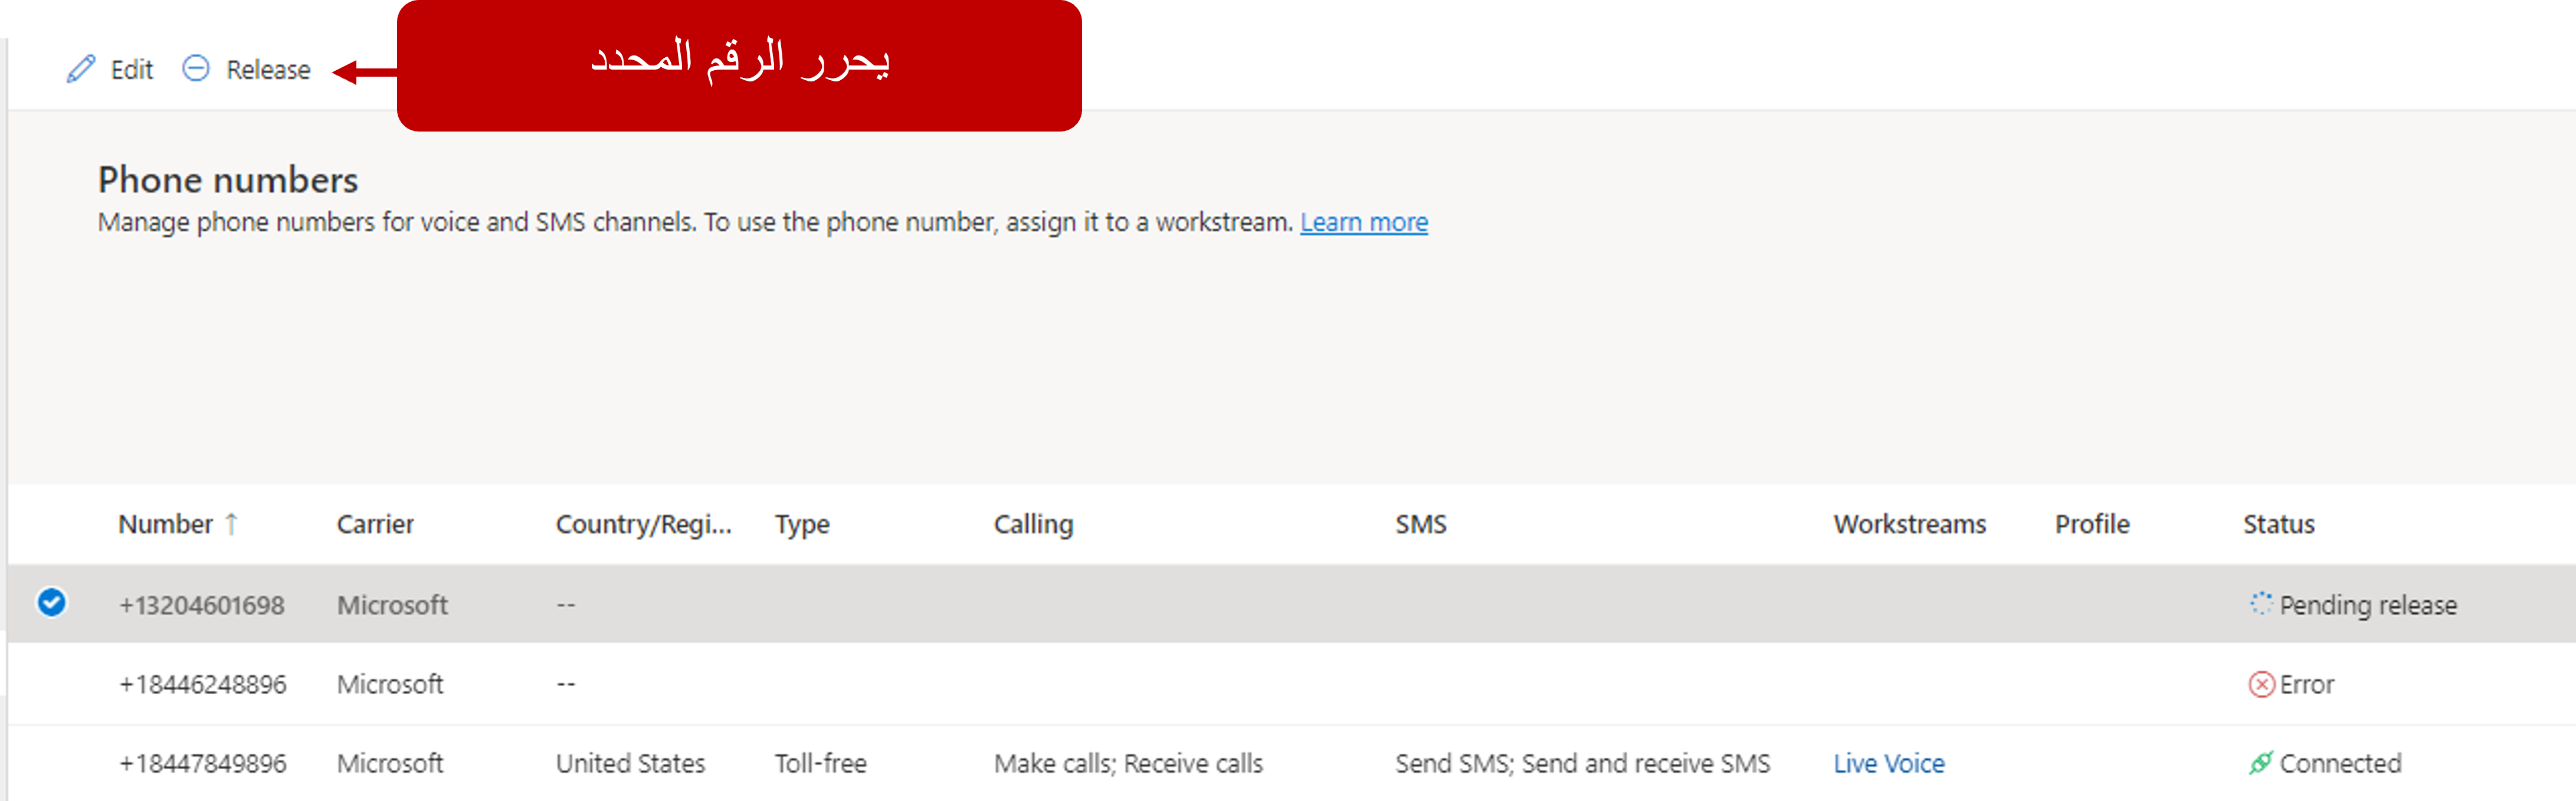 Edit Release يحرر الرقم المحدد
Phone numbers
Manage phone numbers for voice and SMS channels. To use the phone number, assign it to a workstream. Learn more
Number ↑ Carrier Country/Regi... Type Calling SMS Workstreams Profile Status
+13204601698 Microsoft -- Pending release
+18446248896 Microsoft -- Error
+18447849896 Microsoft United States Toll-free Make calls; Receive calls Send SMS; Send and receive SMS Live Voice Connected